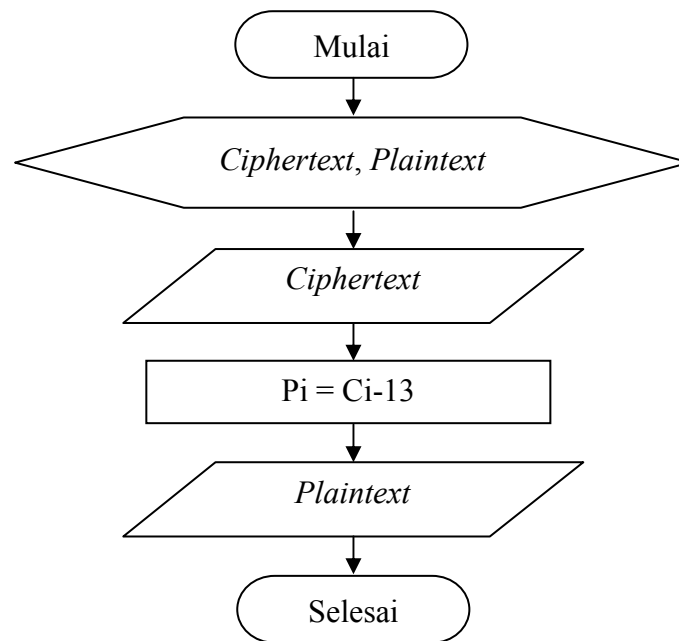 Mulai
Ciphertext, Plaintext
Ciphertext
Pi = Ci-13
Plaintext
Selesai